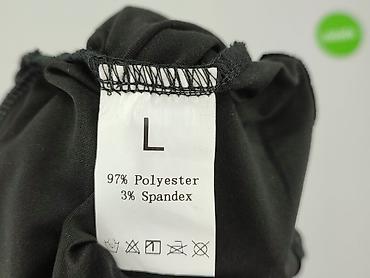 L
97% Polyester
3% Spandex